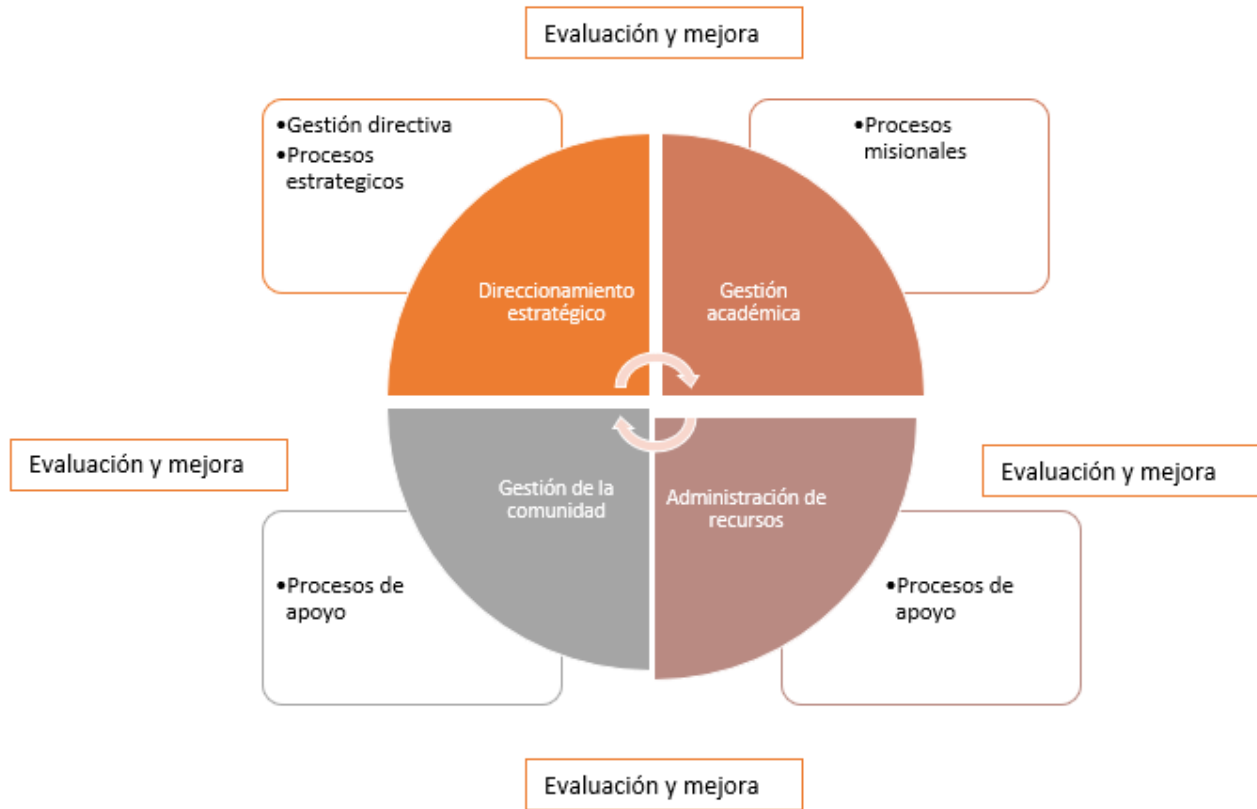 Evaluación y mejora
•Gestión directiva
•Procesos
estrategicos
•Procesos
misionales
Direccionamiento
estratégico
Gestión
académica
Evaluación y mejora
Evaluación y mejora
Gestión de la
comunidad
Administración de
recursos
•Procesos de
apoyo
•Procesos de
apoyo
Evaluación y mejora